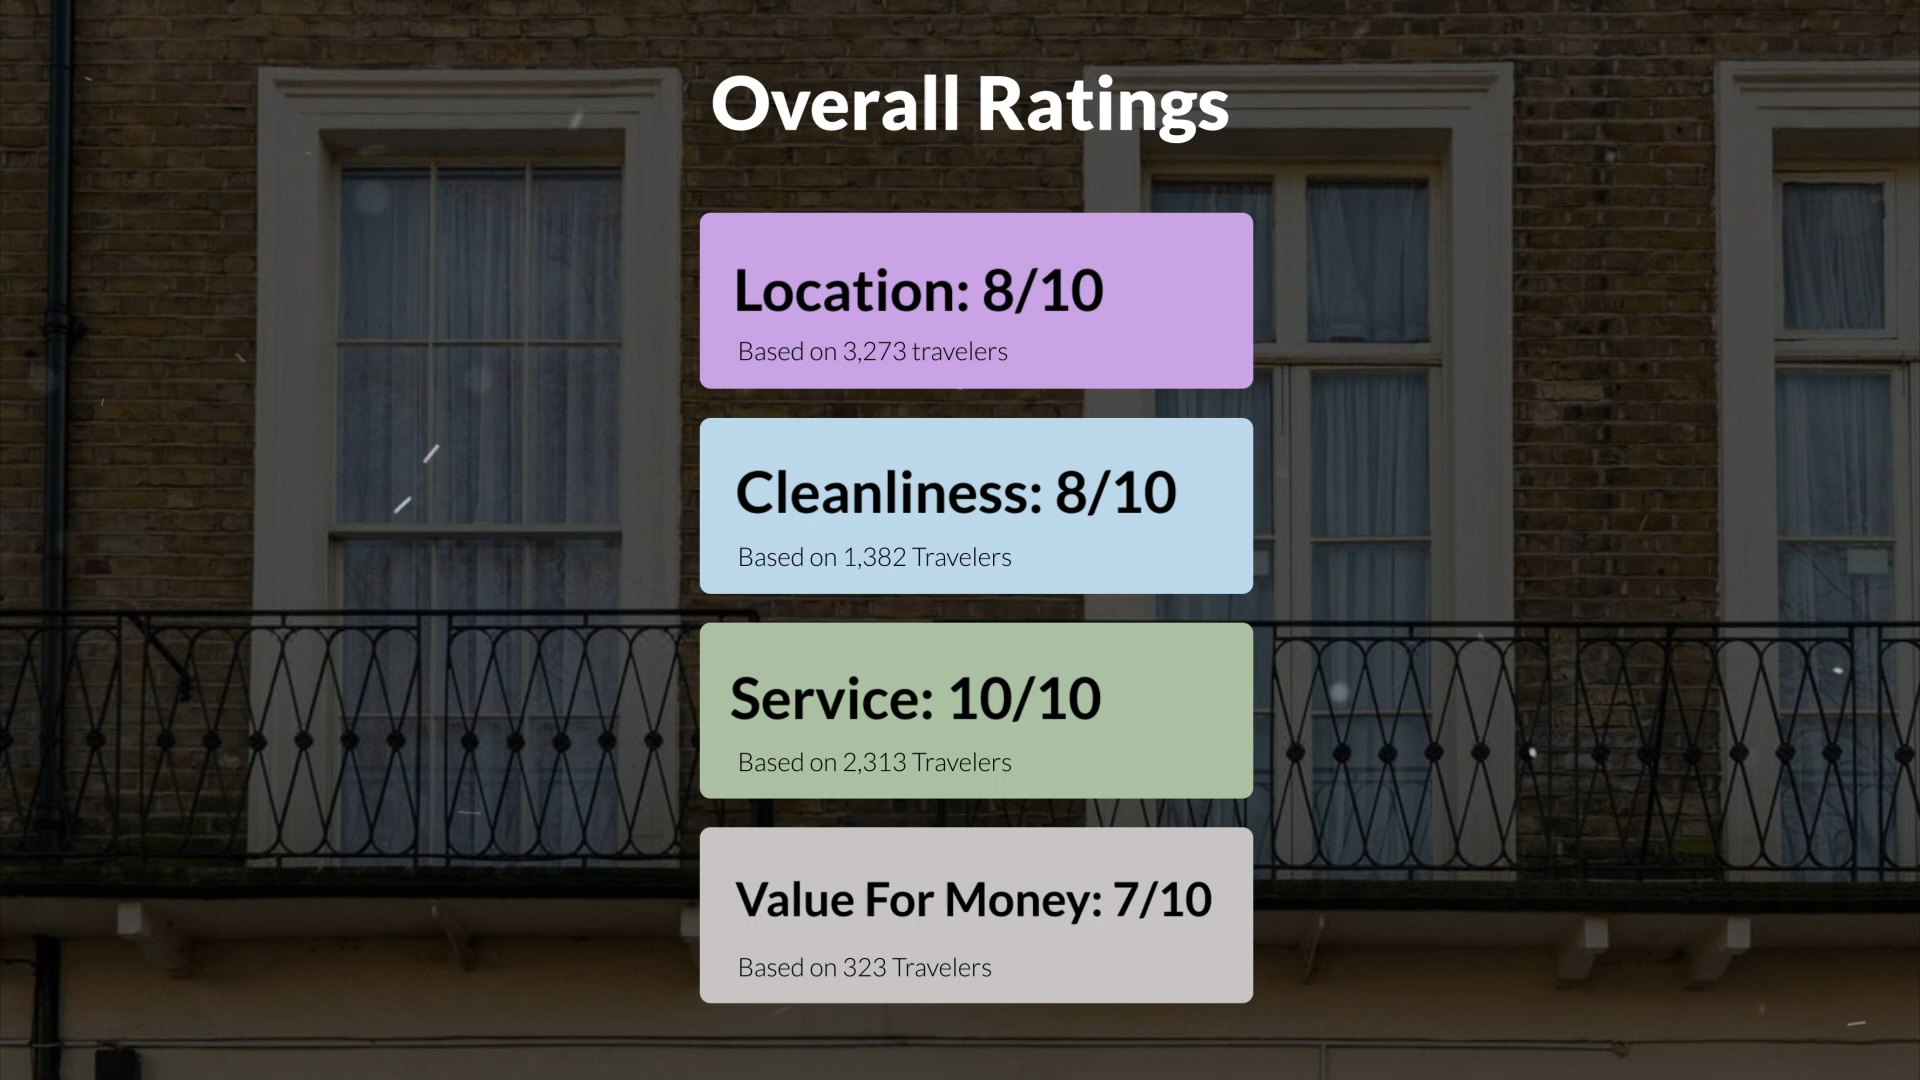 Overall Ratings
Location: 8/10
Based on 3,273 travelers
Cleanliness: 8/10
Based on 1,382 Travelers
Service: 10/10
Based on 2,313 Travelers
Value For Money: 7/10
Based on 323 Travelers